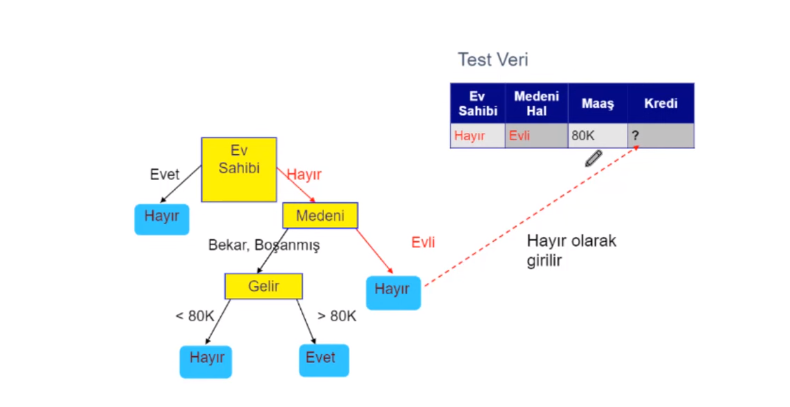 Test Veri
Ev Sahibi
Medeni Hal
Maaş
Kredi
Hayır
Evli
80K
?
Ev
Sahibi
Evet
Hayır
Hayır
Medeni
Bekar, Boşanmış
Evli
Hayır olarak
girilir
Gelir
Hayır
< 80K
> 80K
Hayır
Evet